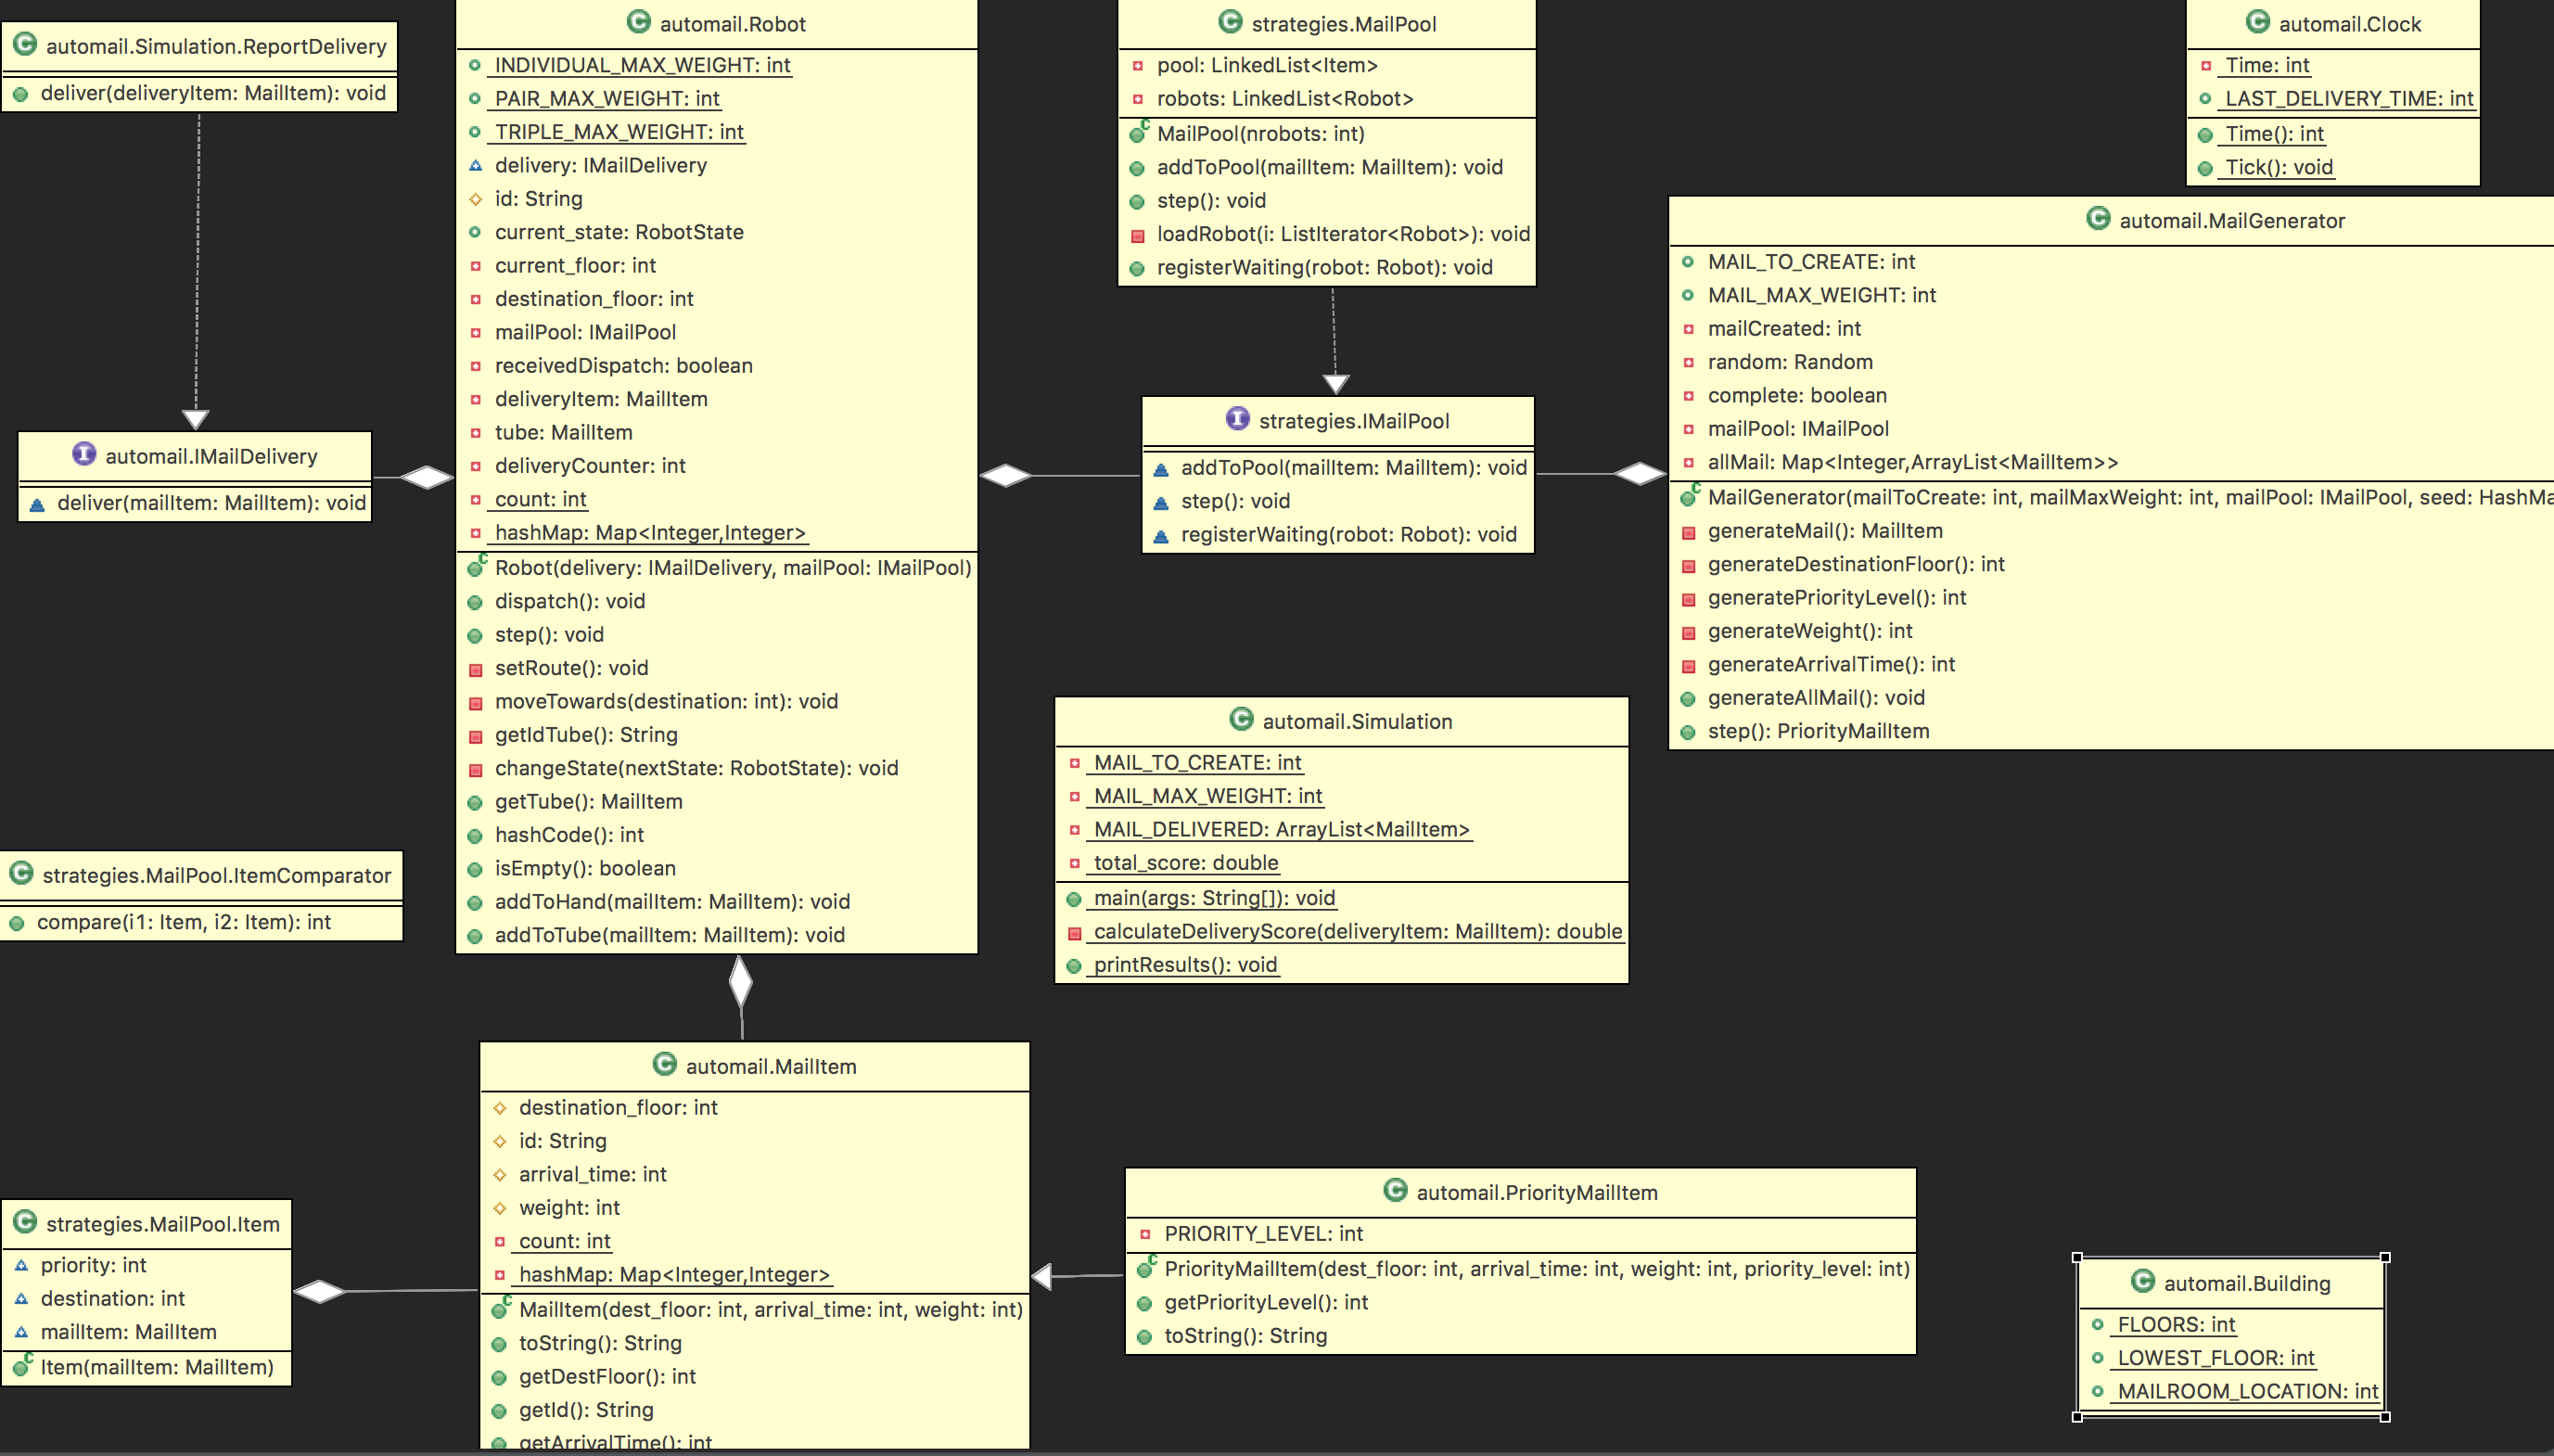 automail.Simulation.ReportDelivery
deliver(deliveryItem: MailItem): void
automail.IMailDelivery
deliver(mailItem: MailItem): void
automail.Robot
INDIVIDUAL_MAX_WEIGHT: int
PAIR_MAX_WEIGHT: int
TRIPLE_MAX_WEIGHT: int
delivery: IMailDelivery
id: String
current_state: RobotState
current_floor: int
destination_floor: int
mailPool: IMailPool
receivedDispatch: boolean
deliveryItem: MailItem
tube: MailItem
deliveryCounter: int
count: int
hashMap: Map<Integer,Integer>
Robot(delivery: IMailDelivery, mailPool: IMailPool)
dispatch(): void
step(): void
setRoute(): void
moveTowards(destination: int): void
getIdTube(): String
changeState(nextState: RobotState): void
getTube(): MailItem
hashCode(): int
isEmpty(): boolean
addToHand(mailItem: MailItem): void
addToTube(mailItem: MailItem): void
strategies.MailPool
pool: LinkedList<Item>
robots: LinkedList<Robot>
MailPool(nrobots: int)
addToPool(mailItem: MailItem): void
step(): void
loadRobot(i: ListIterator<Robot>): void
registerWaiting(robot: Robot): void
strategies.IMailPool
addToPool(mailItem: MailItem): void
step(): void
registerWaiting(robot: Robot): void
automail.Clock
Time: int
LAST_DELIVERY_TIME: int
Time(): int
Tick(): void
automail.MailGenerator
MAIL_TO_CREATE: int
MAIL_MAX_WEIGHT: int
mailCreated: int
random: Random
complete: boolean
mailPool: IMailPool
allMail: Map<Integer,ArrayList<MailItem>>
MailGenerator(mailToCreate: int, mailMaxWeight: int, mailPool: IMailPool, seed: HashMa
generateMail(): MailItem
generateDestinationFloor(): int
generatePriorityLevel(): int
generateWeight(): int
generateArrivalTime(): int
generateAllMail(): void
step(): PriorityMailItem
automail.Simulation
MAIL_TO_CREATE: int
MAIL_MAX_WEIGHT: int
MAIL_DELIVERED: ArrayList<MailItem>
total_score: double
main(args: String[]): void
calculateDeliveryScore(deliveryItem: MailItem): double
printResults(): void
strategies.MailPool.ItemComparator
compare(i1: Item, i2: Item): int
strategies.MailPool.Item
priority: int
destination: int
mailItem: MailItem
Item(mailItem: MailItem)
automail.MailItem
destination_floor: int
id: String
arrival_time: int
weight: int
count: int
hashMap: Map<Integer,Integer>
MailItem(dest_floor: int, arrival_time: int, weight: int)
toString(): String
getDestFloor(): int
getId(): String
getArrivalTime(): int
automail.PriorityMailItem
PRIORITY_LEVEL: int
PriorityMailItem(dest_floor: int, arrival_time: int, weight: int, priority_level: int)
getPriorityLevel(): int
toString(): String
automail.Building
FLOORS: int
LOWEST_FLOOR: int
MAILROOM_LOCATION: int